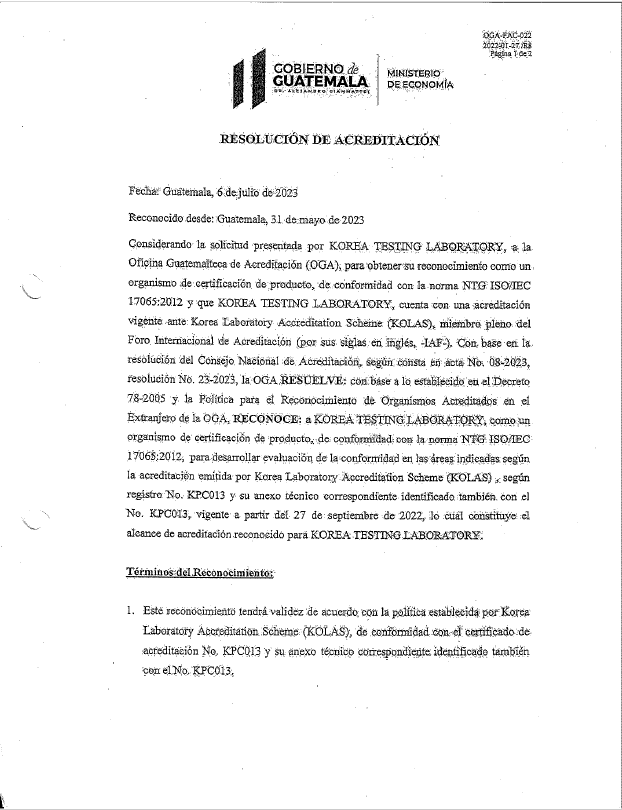 OGA-FAC-022
2022-01-27/R8
Página 1 de 2
GOBIERNO de
GUATEMALA
DR. ALEJANDRO GIAMMATTEI
MINISTERIO
DE ECONOMÍA
RESOLUCIÓN DE ACREDITACIÓN
Fecha: Guatemala, 6 de julio de 2023
Reconocido desde: Guatemala, 31 de mayo de 2023
Considerando la solicitud presentada por KOREA TESTING LABORATORY, a la
Oficina Guatemalteca de Acreditación (OGA), para obtener su reconocimiento como un
organismo de certificación de producto, de conformidad con la norma NTG ISO/IEC
17065:2012 y que KOREA TESTING LABORATORY, cuenta con una acreditación
vigente ante Korea Laboratory Accreditation Scheme (KOLAS), miembro pleno del
Foro Internacional de Acreditación (por sus siglas en inglés, -IAF-). Con base en la
resolución del Consejo Nacional de Acreditación, según consta en acta No. 08-2023,
resolución No. 23-2023, la OGA RESUELVE: con base a lo establecido en el Decreto
78-2005 y la Política para el Reconocimiento de Organismos Acreditados en el
Extranjero de la OGA, RECONOCE: a KOREA TESTING LABORATORY, como un
organismo de certificación de producto, de conformidad con la norma NTG ISO/IEC
17065:2012, para desarrollar evaluación de la conformidad en las áreas indicadas según
la acreditación emitida por Korea Laboratory Accreditation Scheme (KOLAS) , según
registro No. KPC013 y su anexo técnico correspondiente identificado también con el
No. KPC013, vigente a partir del 27 de septiembre de 2022, lo cual constituye el
alcance de acreditación reconocido para KOREA TESTING LABORATORY.
Términos del Reconocimiento:
1. Este reconocimiento tendrá validez de acuerdo con la política establecida por Korea
Laboratory Accreditation Scheme (KOLAS), de conformidad con el certificado de
acreditación No. KPC013 y su anexo técnico correspondiente identificado también
con el No. KPC013.